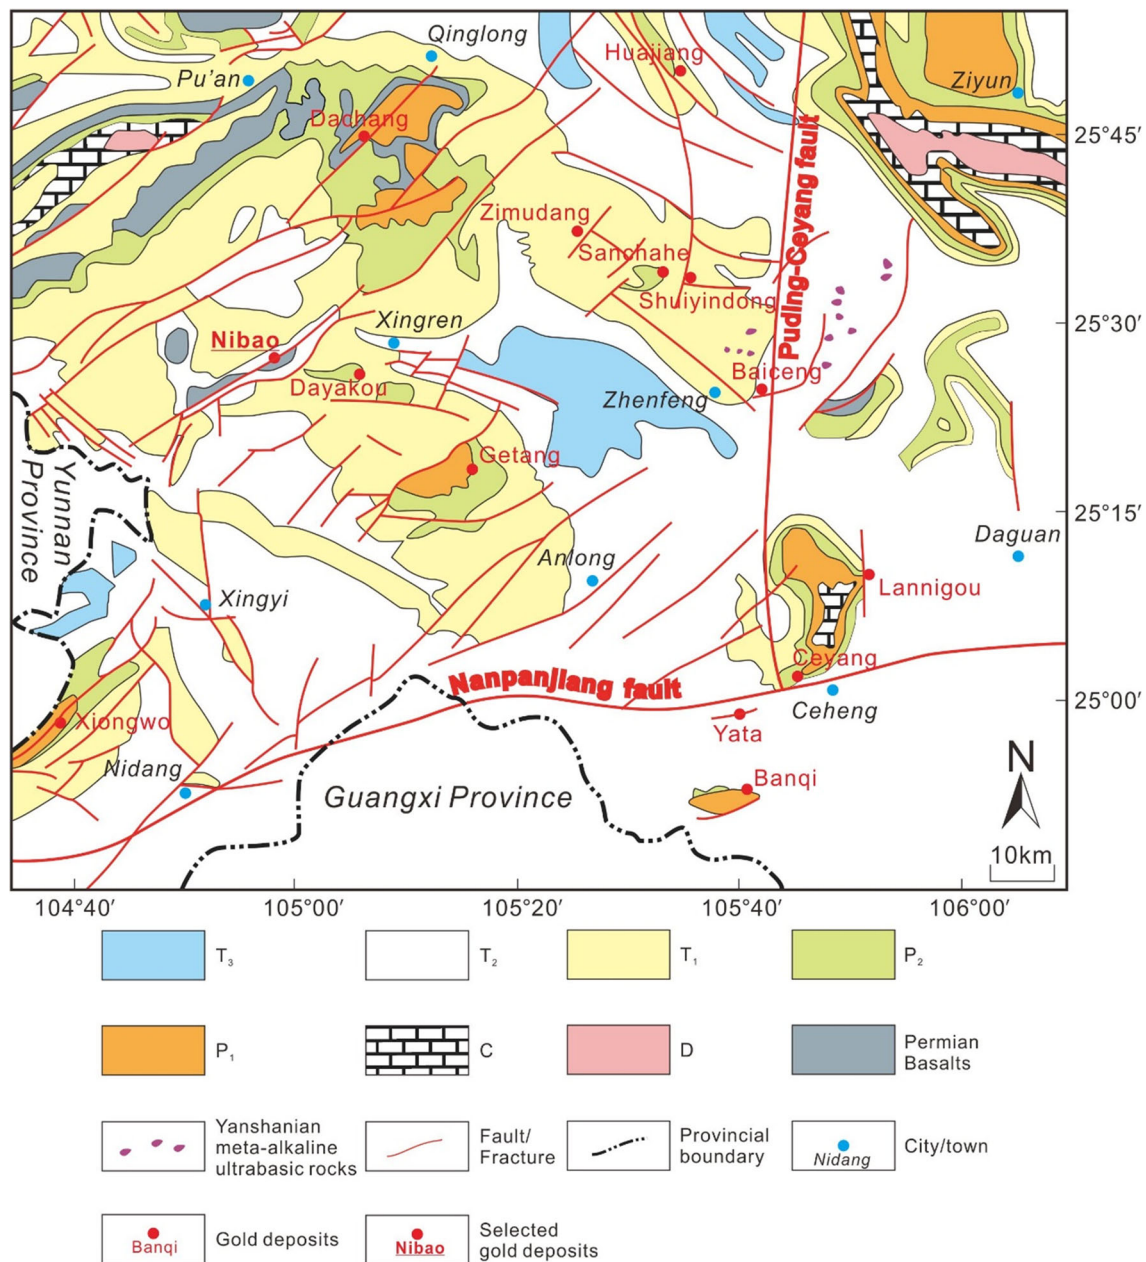 Qinglong
Huajiang
Pu'an
Ziyun
Dachang
25°45′
Puding-Ceyang fault
Zimudang
Sanchahe
Shuiyindong
Xingren
25°30′
Nibao
Dayakou
Baiceng
Zhenfeng
Getang
Yunnan
Province
25°15′
Daguan
Anlong
Lannigou
Xingyi
Ceyang
Nanpanjiang fault
25°00′
Ceheng
Xiongwo
Yata
N
Nidang
Banqi
Guangxi Province
10km
104°40′ 105°00′ 105°20′ 105°40′ 106°00′
T₃ T₂ T₁ P₂
P₁ C D Permian
Basalts
Yanshanian
meta-alkaline
ultrabasic rocks
Fault/
Fracture
Provincial
boundary
Nidang
City/town
Banqi
Gold deposits
Nibao
Selected
gold deposits